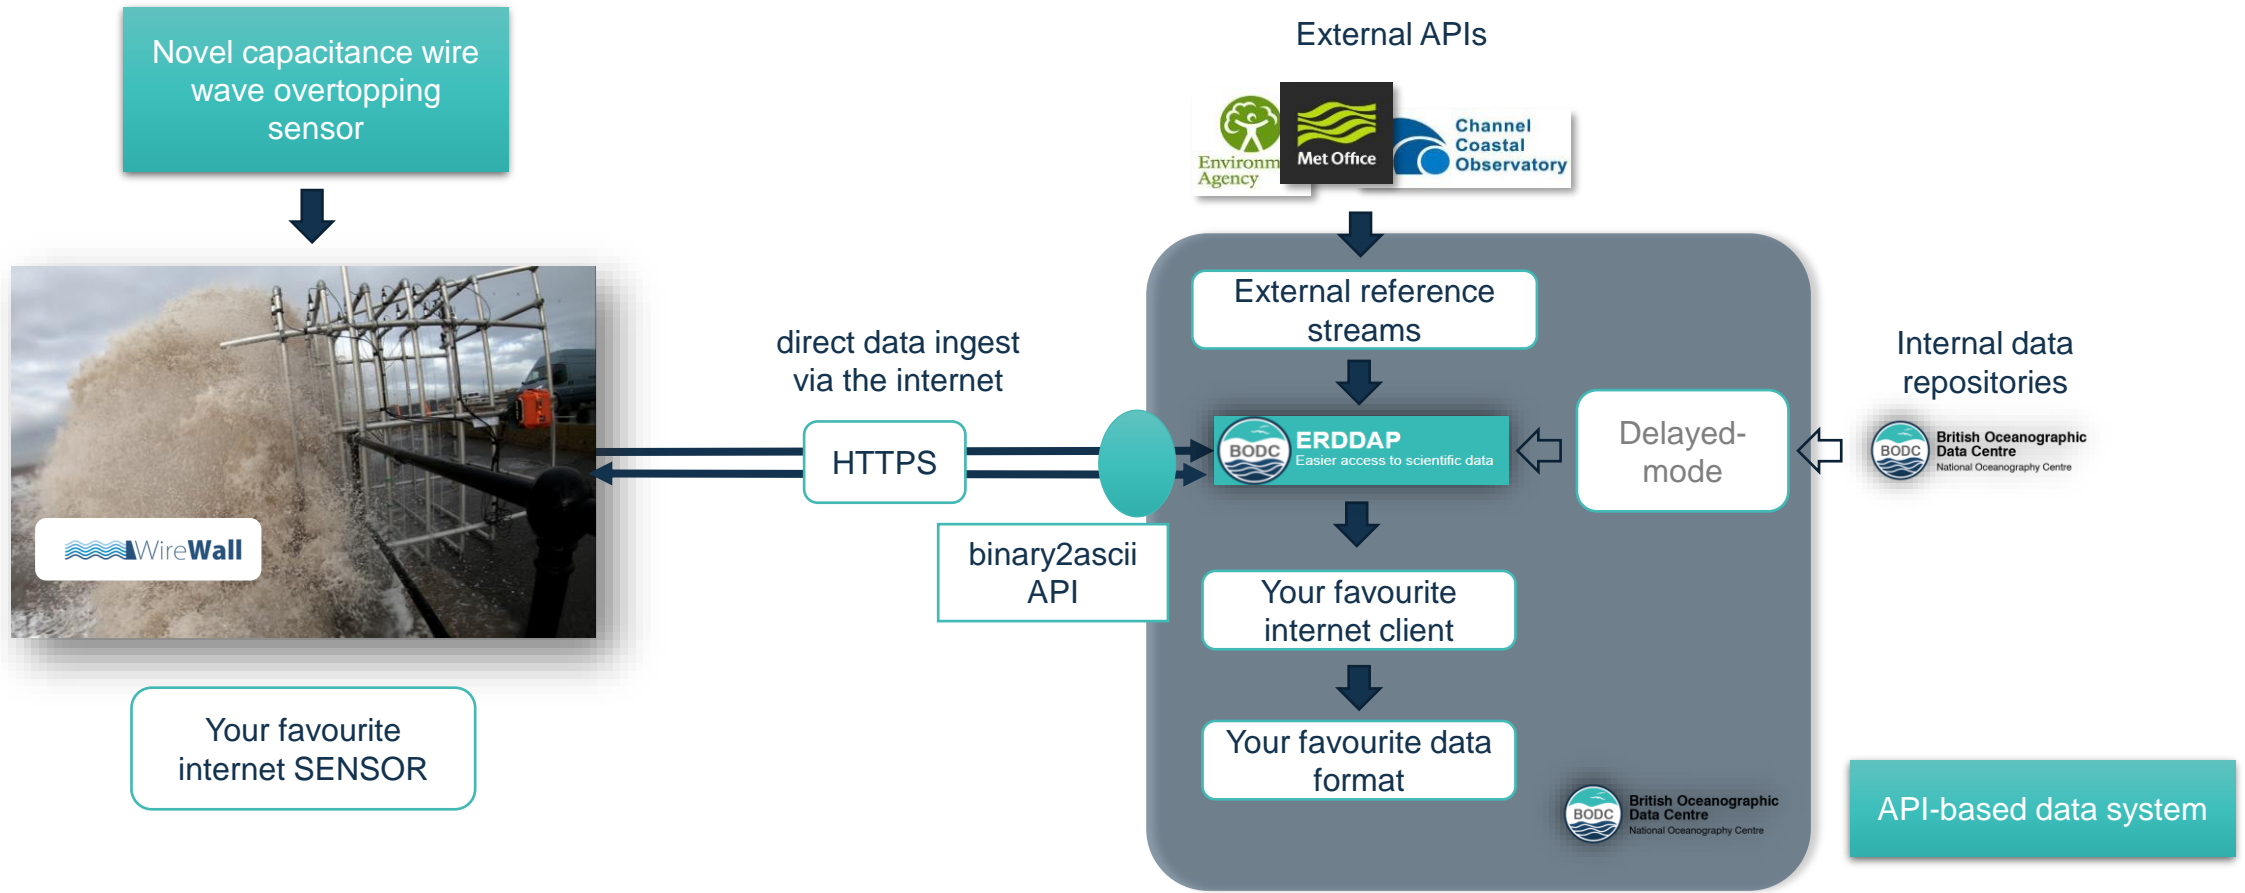 Novel capacitance wire
wave overtopping
sensor
WireWall
Your favourite
internet SENSOR
direct data ingest
via the internet
HTTPS
binary2ascii
API
External APIs
Environm
Agency
Met Office
Channel
Coastal
Observatory
External reference
streams
BODC
ERDDAP
Easier access to scientific data
Delayed-
mode
Internal data
repositories
BODC
British Oceanographic
Data Centre
National Oceanography Centre
Your favourite
internet client
Your favourite data
format
BODC
British Oceanographic
Data Centre
National Oceanography Centre
API-based data system